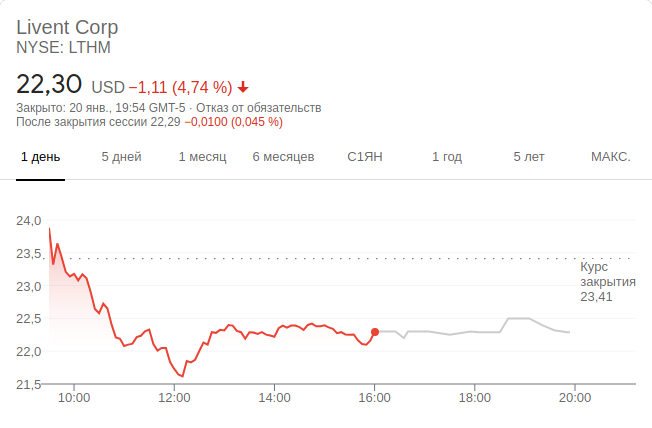 Livent Corp
NYSE: LTHM
22,30 USD −1,11 (4,74 %)
Закрыто: 20 янв., 19:54 GMT-5 · Отказ от обязательств
После закрытия сессии 22,29 −0,0100 (0,045 %)
1 день 5 дней 1 месяц 6 месяцев С1ЯН 1 год 5 лет МАКС.
24,0
23,5
Курс
закрытия
23,41
23,0
22,5
22,0
21,5
10:00 12:00 14:00 16:00 18:00 20:00